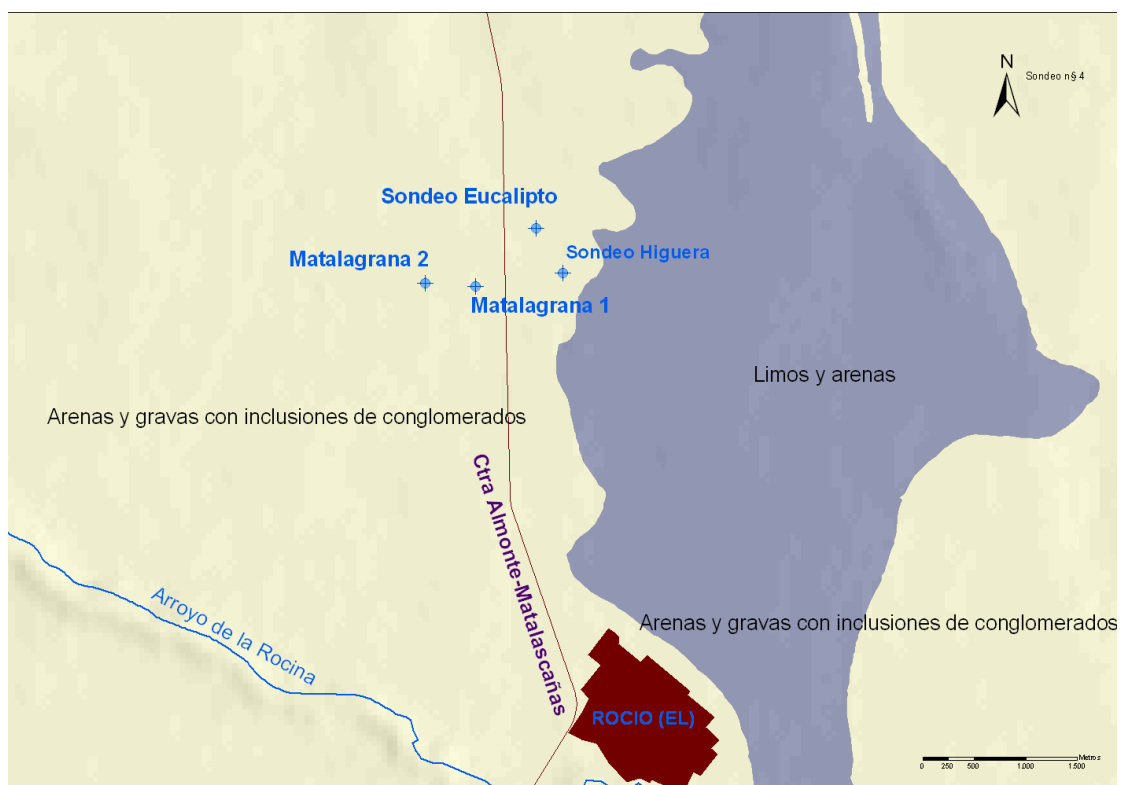 N
Sondeo n§ 4
Sondeo Eucalipto
Sondeo Higuera
Matalagrana 2
Matalagrana 1
Limos y arenas
Arenas y gravas con inclusiones de conglomerados
Ctra Almonte-Matalascañas
Arroyo de la Rocina
Arenas y gravas con inclusiones de conglomerados
ROCIO (EL)
Metros
0 250 500 1.000 1.500